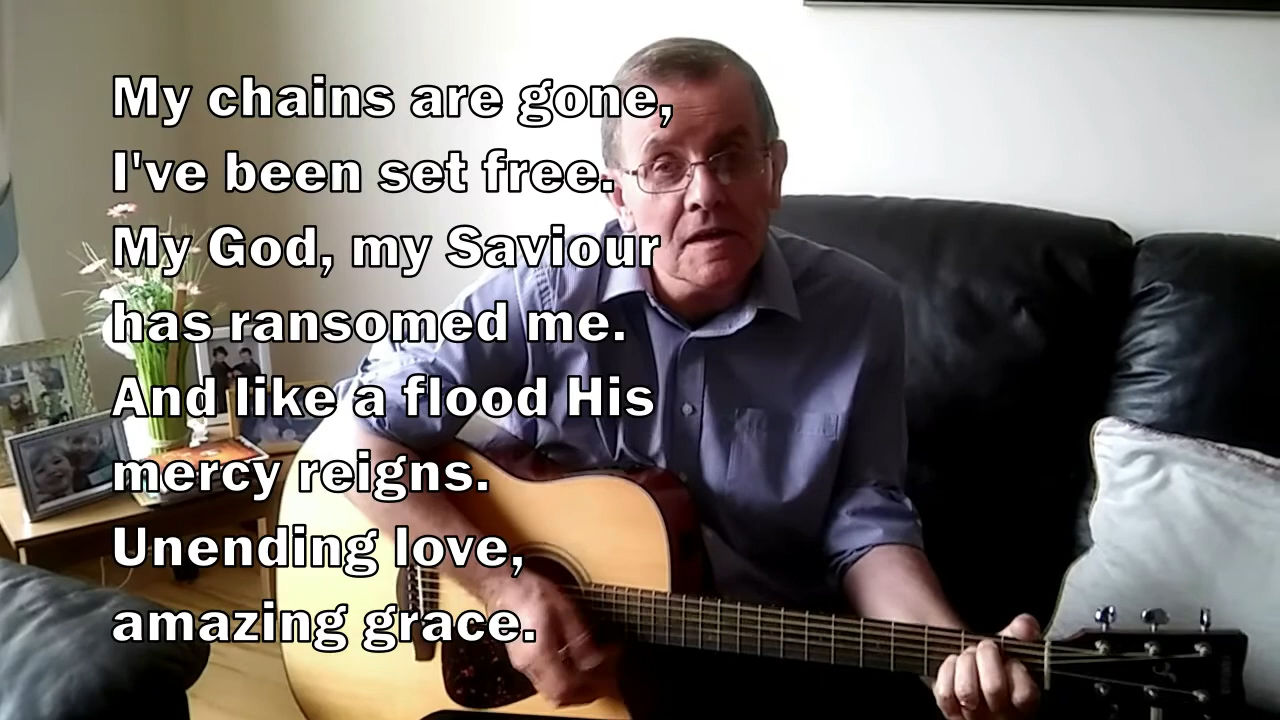 My chains are gone,
I've been set free.
My God, my Saviour
has ransomed me.
And like a flood His
mercy reigns.
Unending love,
amazing grace.